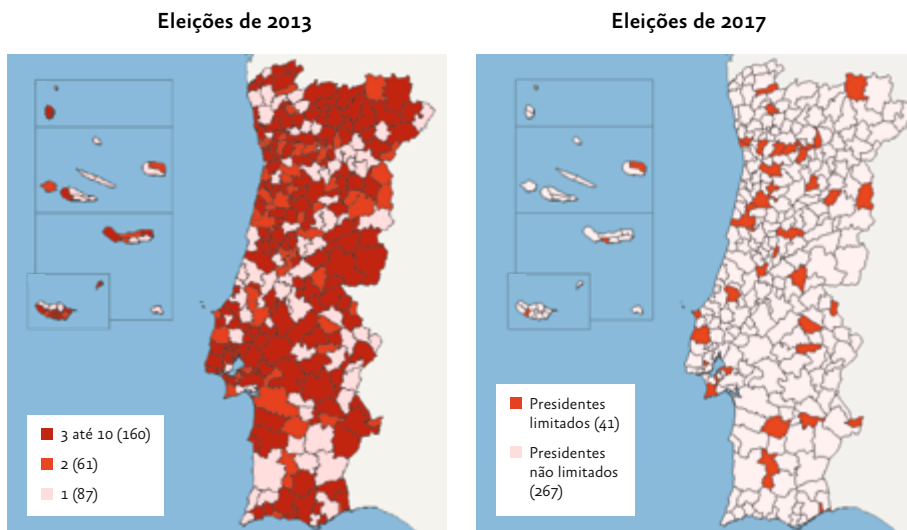 Eleições de 2013
3 até 10 (160)
2 (61)
1 (87)
Eleições de 2017
Presidentes
limitados (41)
Presidentes
não limitados
(267)